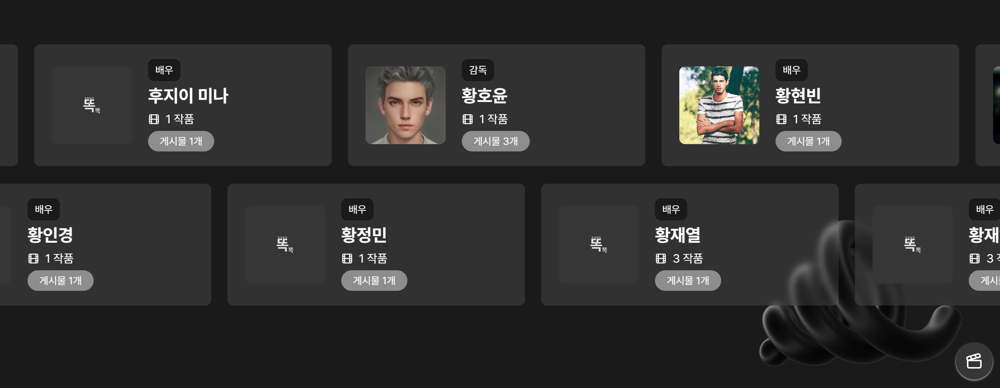 배우
후지이 미나
1 작품
게시물 1개
똑
똑
감독
황호윤
1 작품
게시물 3개
배우
황현빈
1 작품
게시물 1개
배우
황인경
1 작품
게시물 1개
똑
똑
배우
황정민
1 작품
게시물 1개
똑
똑
배우
황재열
3 작품
게시물 1개
똑
똑
배우
황재
3
게시